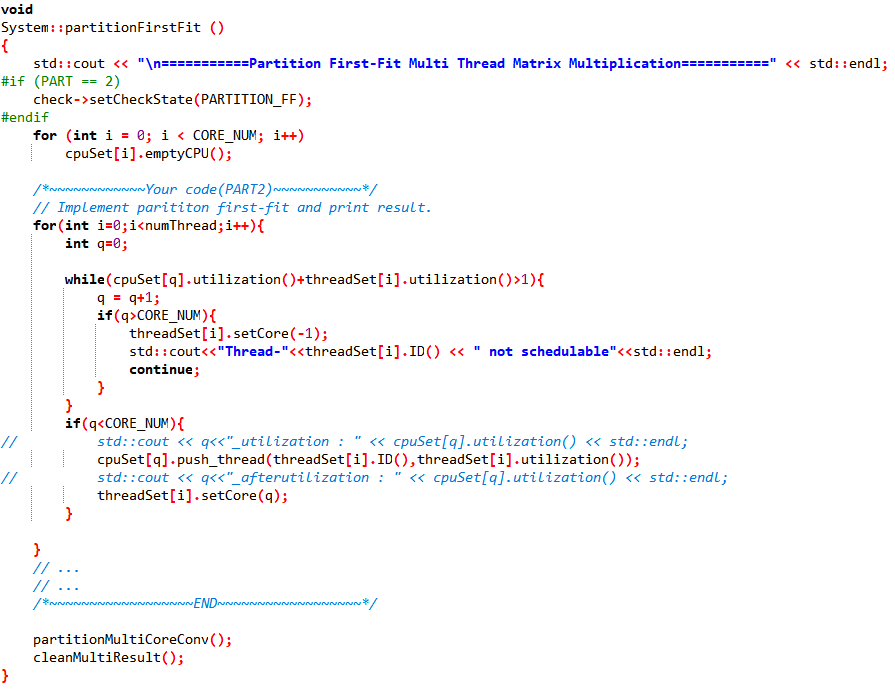 void
System::partitionFirstFit ()
{
    std::cout << "\n===========Partition First-Fit Multi Thread Matrix Multiplication===========" << std::endl;
#if (PART == 2)
    check->setCheckState(PARTITION_FF);
#endif
    for (int i = 0; i < CORE_NUM; i++)
        cpuSet[i].emptyCPU();

    /*~~~~~~~~~~~~Your code(PART2)~~~~~~~~~~~*/
    // Implement parititon first-fit and print result.
    for(int i=0;i<numThread;i++){
        int q=0;

        while(cpuSet[q].utilization()+threadSet[i].utilization()>1){
            q = q+1;
            if(q>CORE_NUM){
                threadSet[i].setCore(-1);
                std::cout<<"Thread-"<<threadSet[i].ID() << " not schedulable"<<std::endl;
                continue;
            }
        }
        if(q<CORE_NUM){
//          std::cout << q<<"_utilization : " << cpuSet[q].utilization() << std::endl;
            cpuSet[q].push_thread(threadSet[i].ID(),threadSet[i].utilization());
//          std::cout << q<<"_afterutilization : " << cpuSet[q].utilization() << std::endl;
            threadSet[i].setCore(q);
        }

    }
    // ...
    // ...
    /*~~~~~~~~~~~~~~~~~~END~~~~~~~~~~~~~~~~~~*/

    partitionMultiCoreConv();
    cleanMultiResult();
}